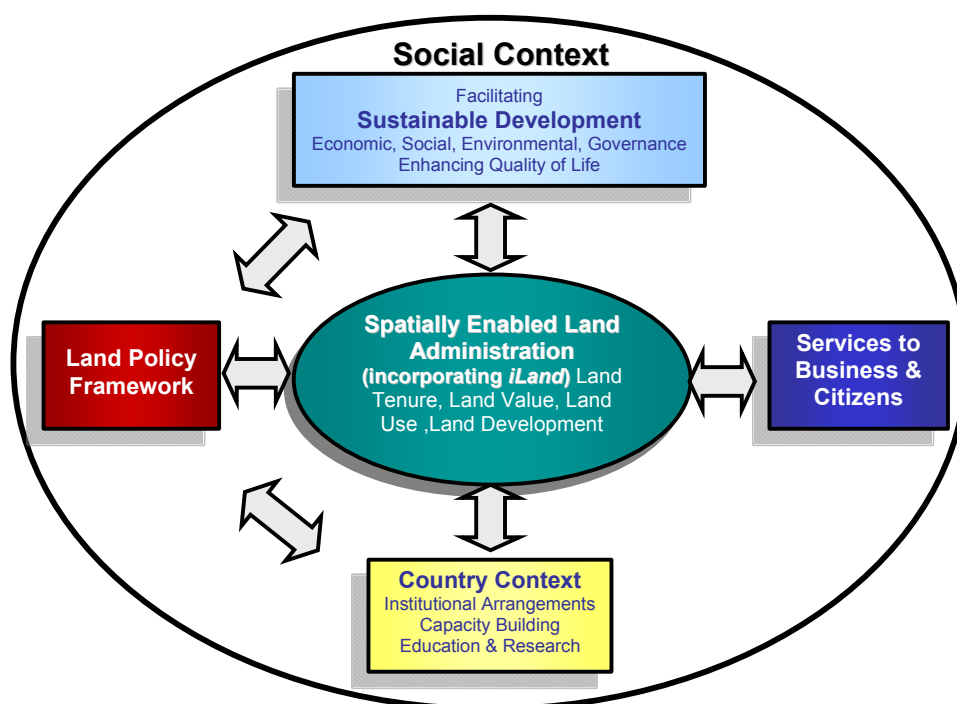 Social Context
Facilitating
Sustainable Development
Economic, Social, Environmental, Governance
Enhancing Quality of Life
Land Policy
Framework
Spatially Enabled Land
Administration
(incorporating iLand) Land
Tenure, Land Value, Land
Use ,Land Development
Services to
Business &
Citizens
Country Context
Institutional Arrangements
Capacity Building
Education & Research